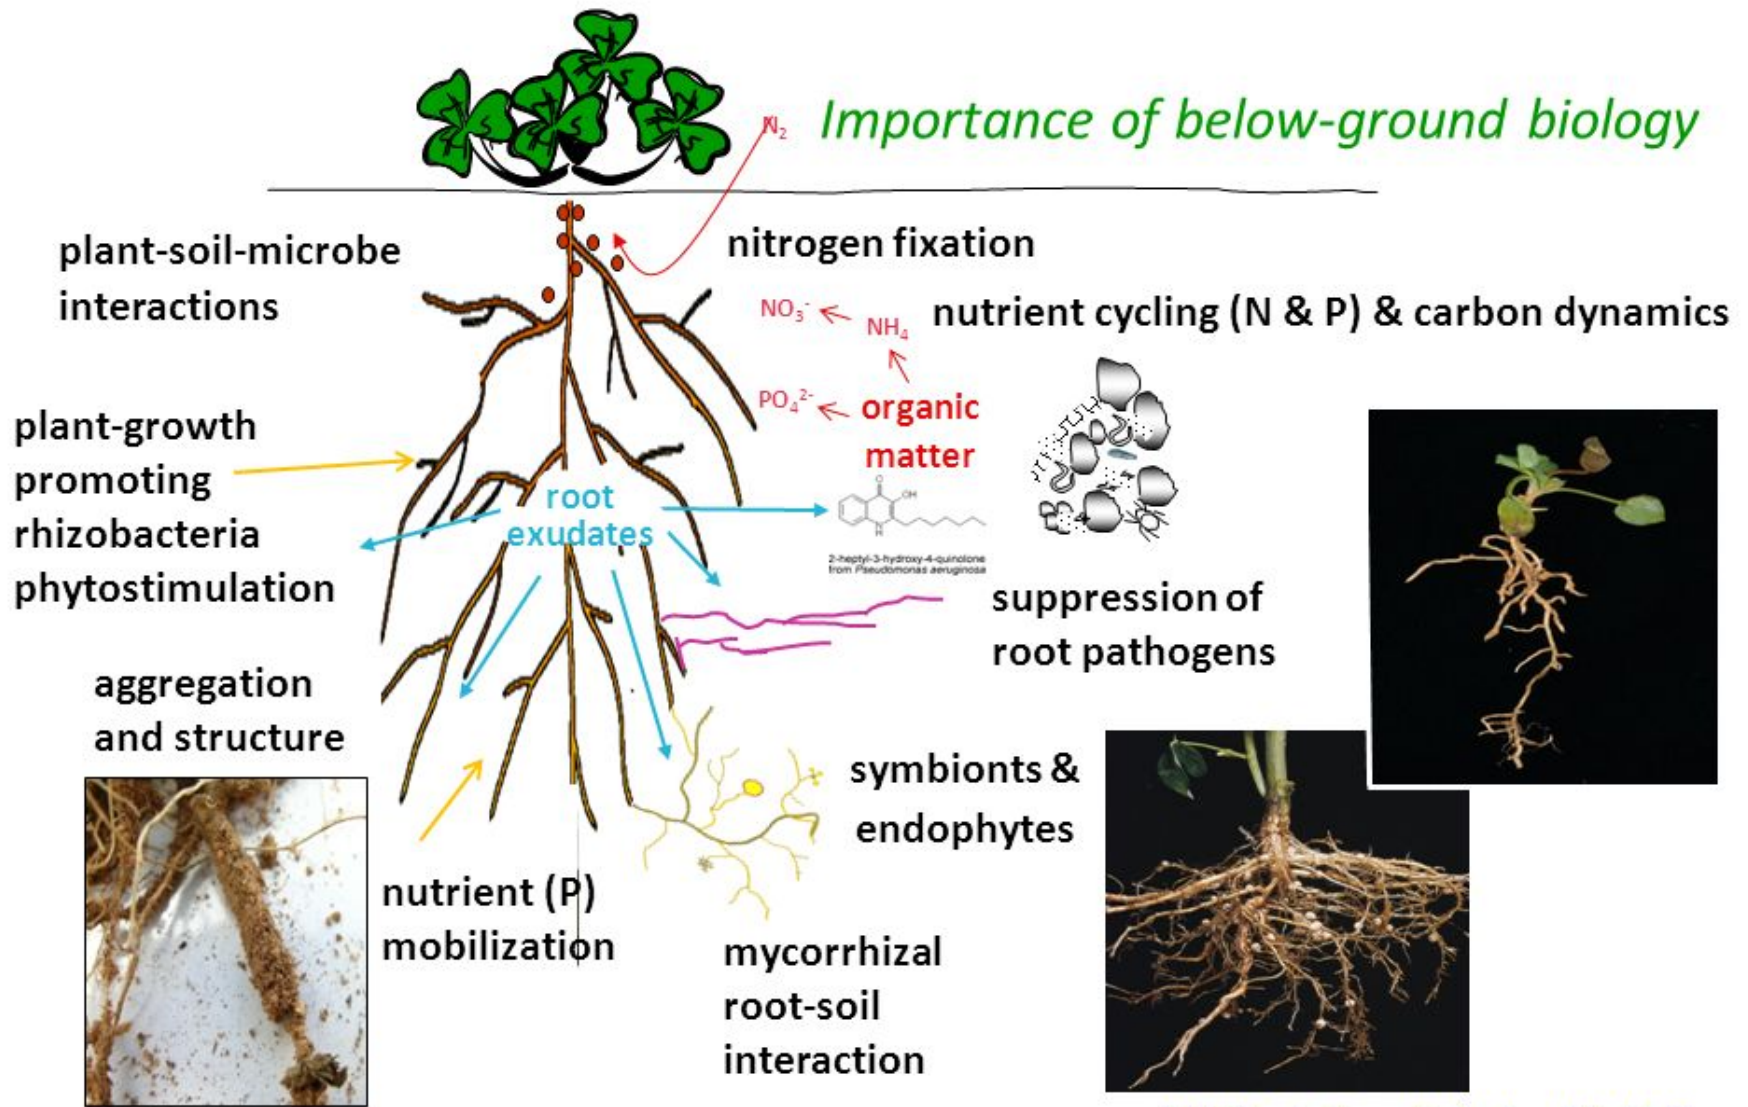 Importance of below-ground biology
N₂
plant-soil-microbe
interactions
nitrogen fixation
NO₃⁻
NH₄
nutrient cycling (N & P) & carbon dynamics
PO₄²⁻
organic
matter
plant-growth
promoting
rhizobacteria
phytostimulation
root
exudates
O
OH
N
H
2-heptyl-3-hydroxy-4-quinolone
from Pseudomonas aeruginosa
suppression of
root pathogens
aggregation
and structure
symbionts &
endophytes
nutrient (P)
mobilization
mycorrhizal
root-soil
interaction